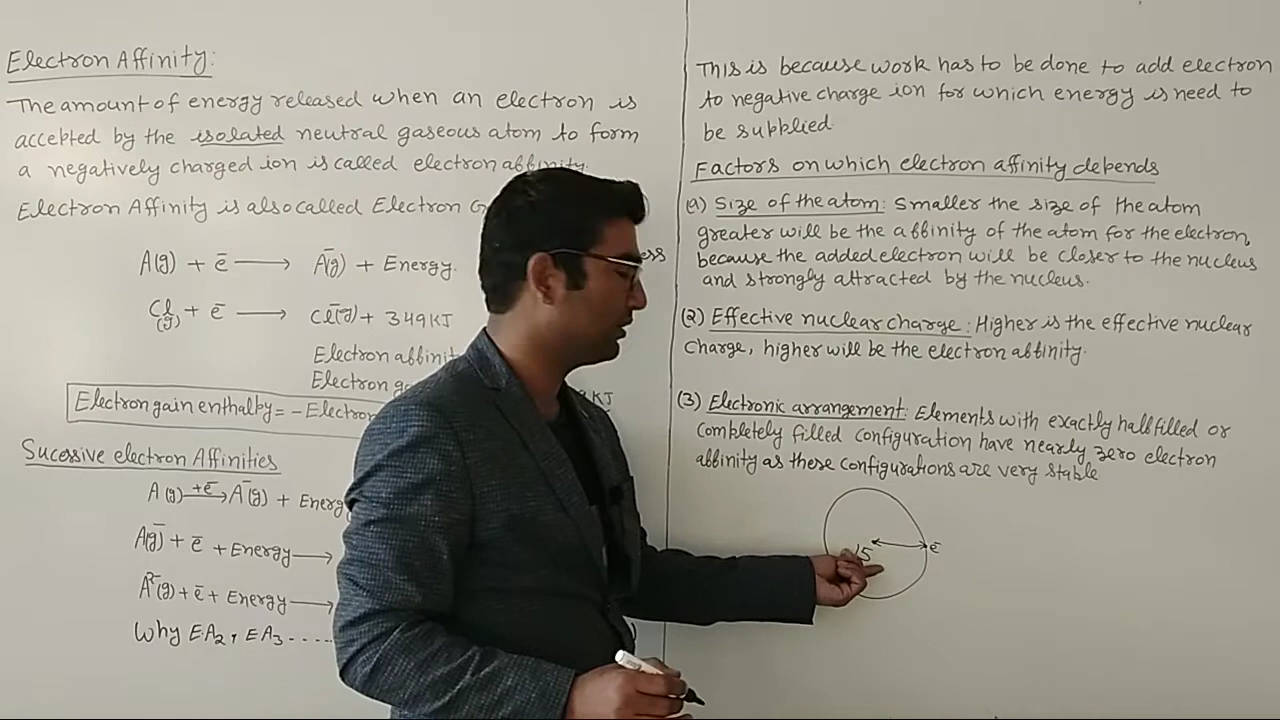 Electron Affinity:
The amount of energy released when an electron is
accepted by the isolated neutral gaseous atom to form
a negatively charged ion is called electron affinity.
Electron Affinity is also called Electron G
ess
A(g) + ē ⟶ A̅(g) + Energy.
Cl(g) + ē ⟶ Cl̅(g) + 349KJ
Electron affinit
Electron ga KJ
Electron gain enthalpy = - Electron
Sucessive electron Affinities
A(g) +ē⟶ A̅(g) + Energy
A̅(g) + ē + Energy ⟶
A²⁻(g) + ē + Energy ⟶
Why EA₂, EA₃ - - - -
This is because work has to be done to add electron
to negative charge ion for which energy is need to
be supplied
Factors on which electron affinity depends
(1) Size of the atom: Smaller the size of the atom
greater will be the affinity of the atom for the electron,
because the added electron will be closer to the nucleus
and strongly attracted by the nucleus.
(2) Effective nuclear charge: Higher is the effective nuclear
Charge, higher will be the electron affinity.
(3) Electronic arrangement: Elements with exactly half filled or
completely filled configuration have nearly zero electron
affinity as these configurations are very stable
ē